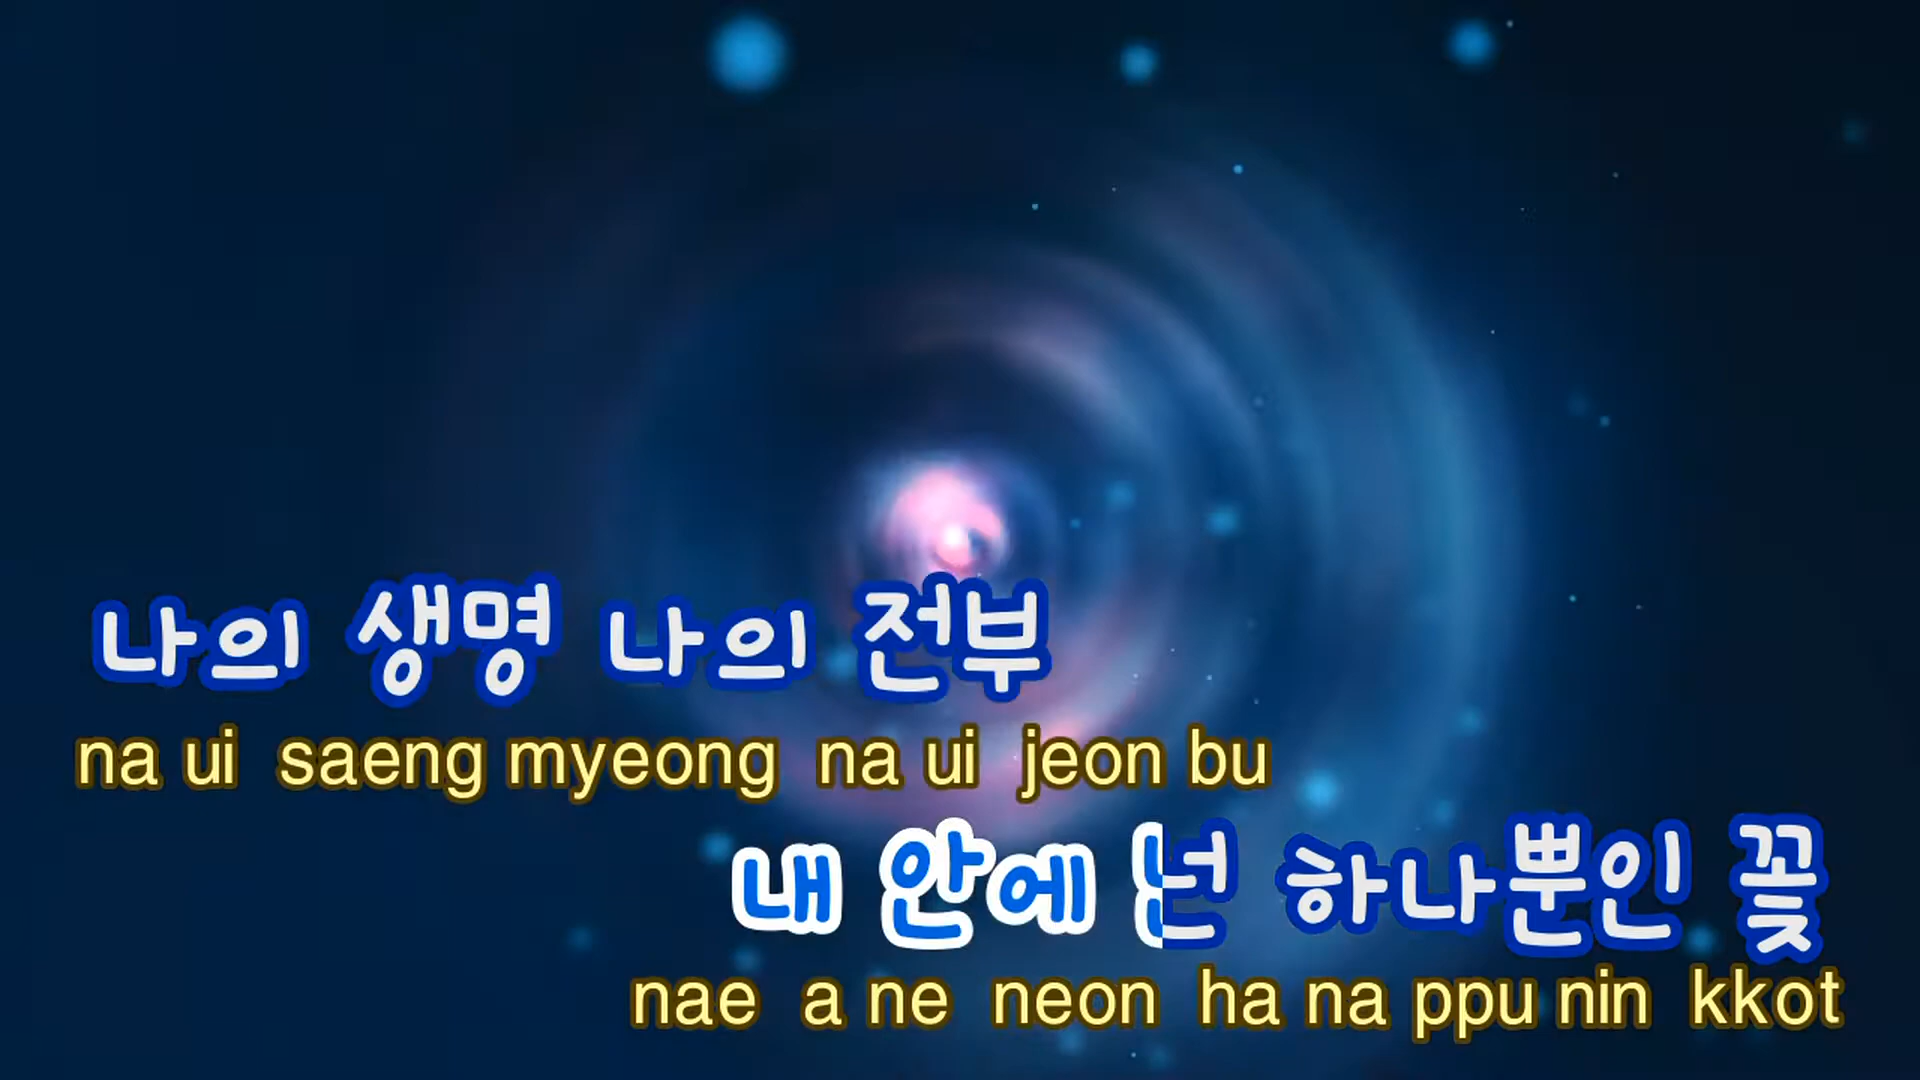 나의 생명 나의 전부
na ui saeng myeong na ui jeon bu
내 안에 넌 하나뿐인 꽃
nae a ne neon ha na ppu nin kkot